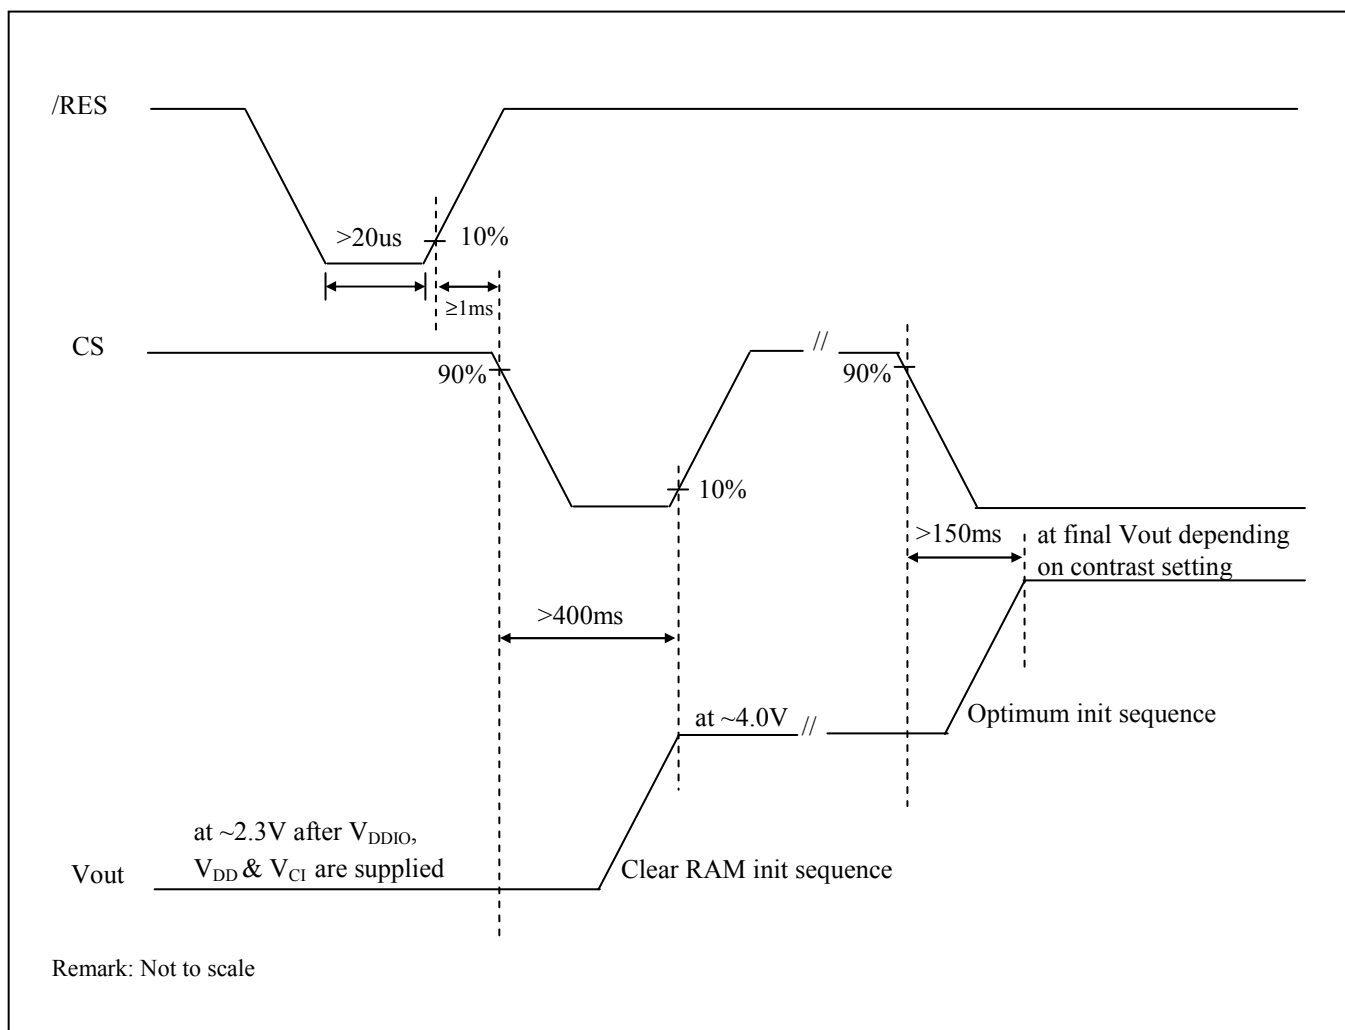 /RES
>20us
10%
≥1ms
CS
90%
//
90%
10%
>150ms
at final Vout depending
on contrast setting
>400ms
at ~4.0V
//
Optimum init sequence
at ~2.3V after VDDIO,
VDD & VCI are supplied
Vout
Clear RAM init sequence
Remark: Not to scale